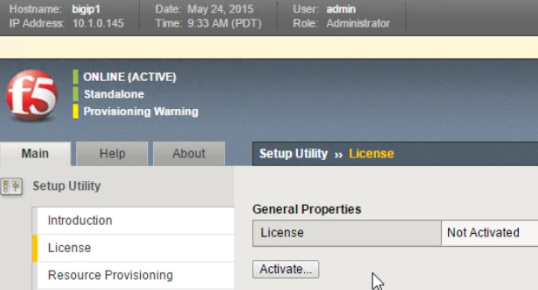 Hostname: bigip1 Date: May 24, 2015 User: admin
IP Address: 10.1.0.145 Time: 9:33 AM (PDT) Role: Administrator
f5
ONLINE (ACTIVE)
Standalone
Provisioning Warning
Main Help About Setup Utility ›› License
Setup Utility
Introduction
License
Resource Provisioning
General Properties
License Not Activated
Activate...